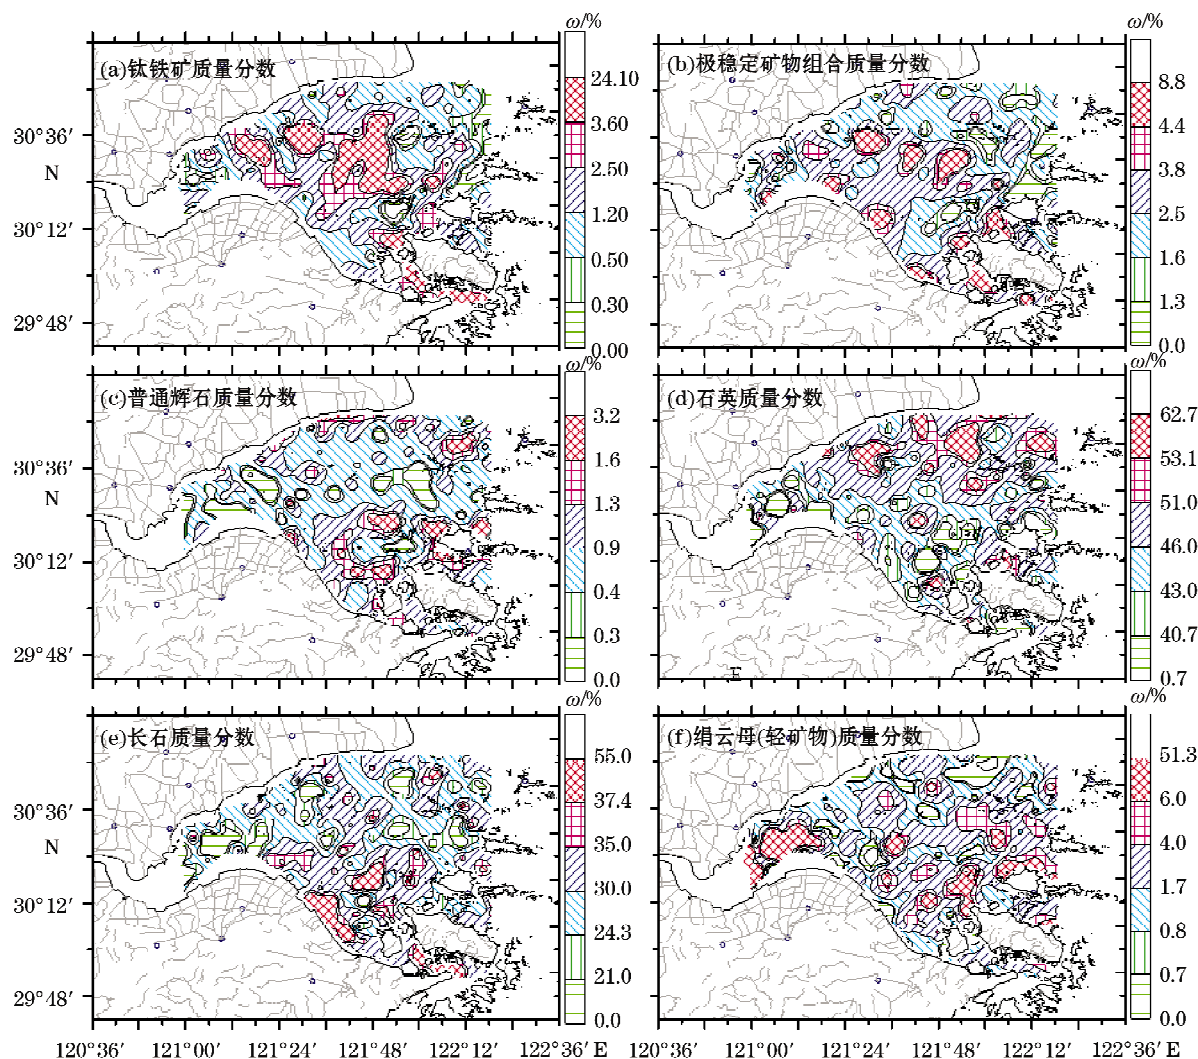 ω/%
(a)钛铁矿质量分数
24.10
3.60
2.50
1.20
0.50
0.30
0.00
30°36′
N
30°12′
29°48′
ω/%
(b)极稳定矿物组合质量分数
8.8
4.4
3.8
2.5
1.6
1.3
0.0
ω/%
(c)普通辉石质量分数
3.2
1.6
1.3
0.9
0.4
0.3
0.0
30°36′
N
30°12′
29°48′
ω/%
(d)石英质量分数
62.7
53.1
51.0
46.0
43.0
40.7
0.7
E
ω/%
(e)长石质量分数
55.0
37.4
35.0
30.0
24.3
21.0
0.0
30°36′
N
30°12′
29°48′
120°36′ 121°00′ 121°24′ 121°48′ 122°12′ 122°36′ E
ω/%
(f)绢云母(轻矿物)质量分数
51.3
6.0
4.0
1.7
0.8
0.7
0.0
120°36′ 121°00′ 121°24′ 121°48′ 122°12′ 122°36′ E